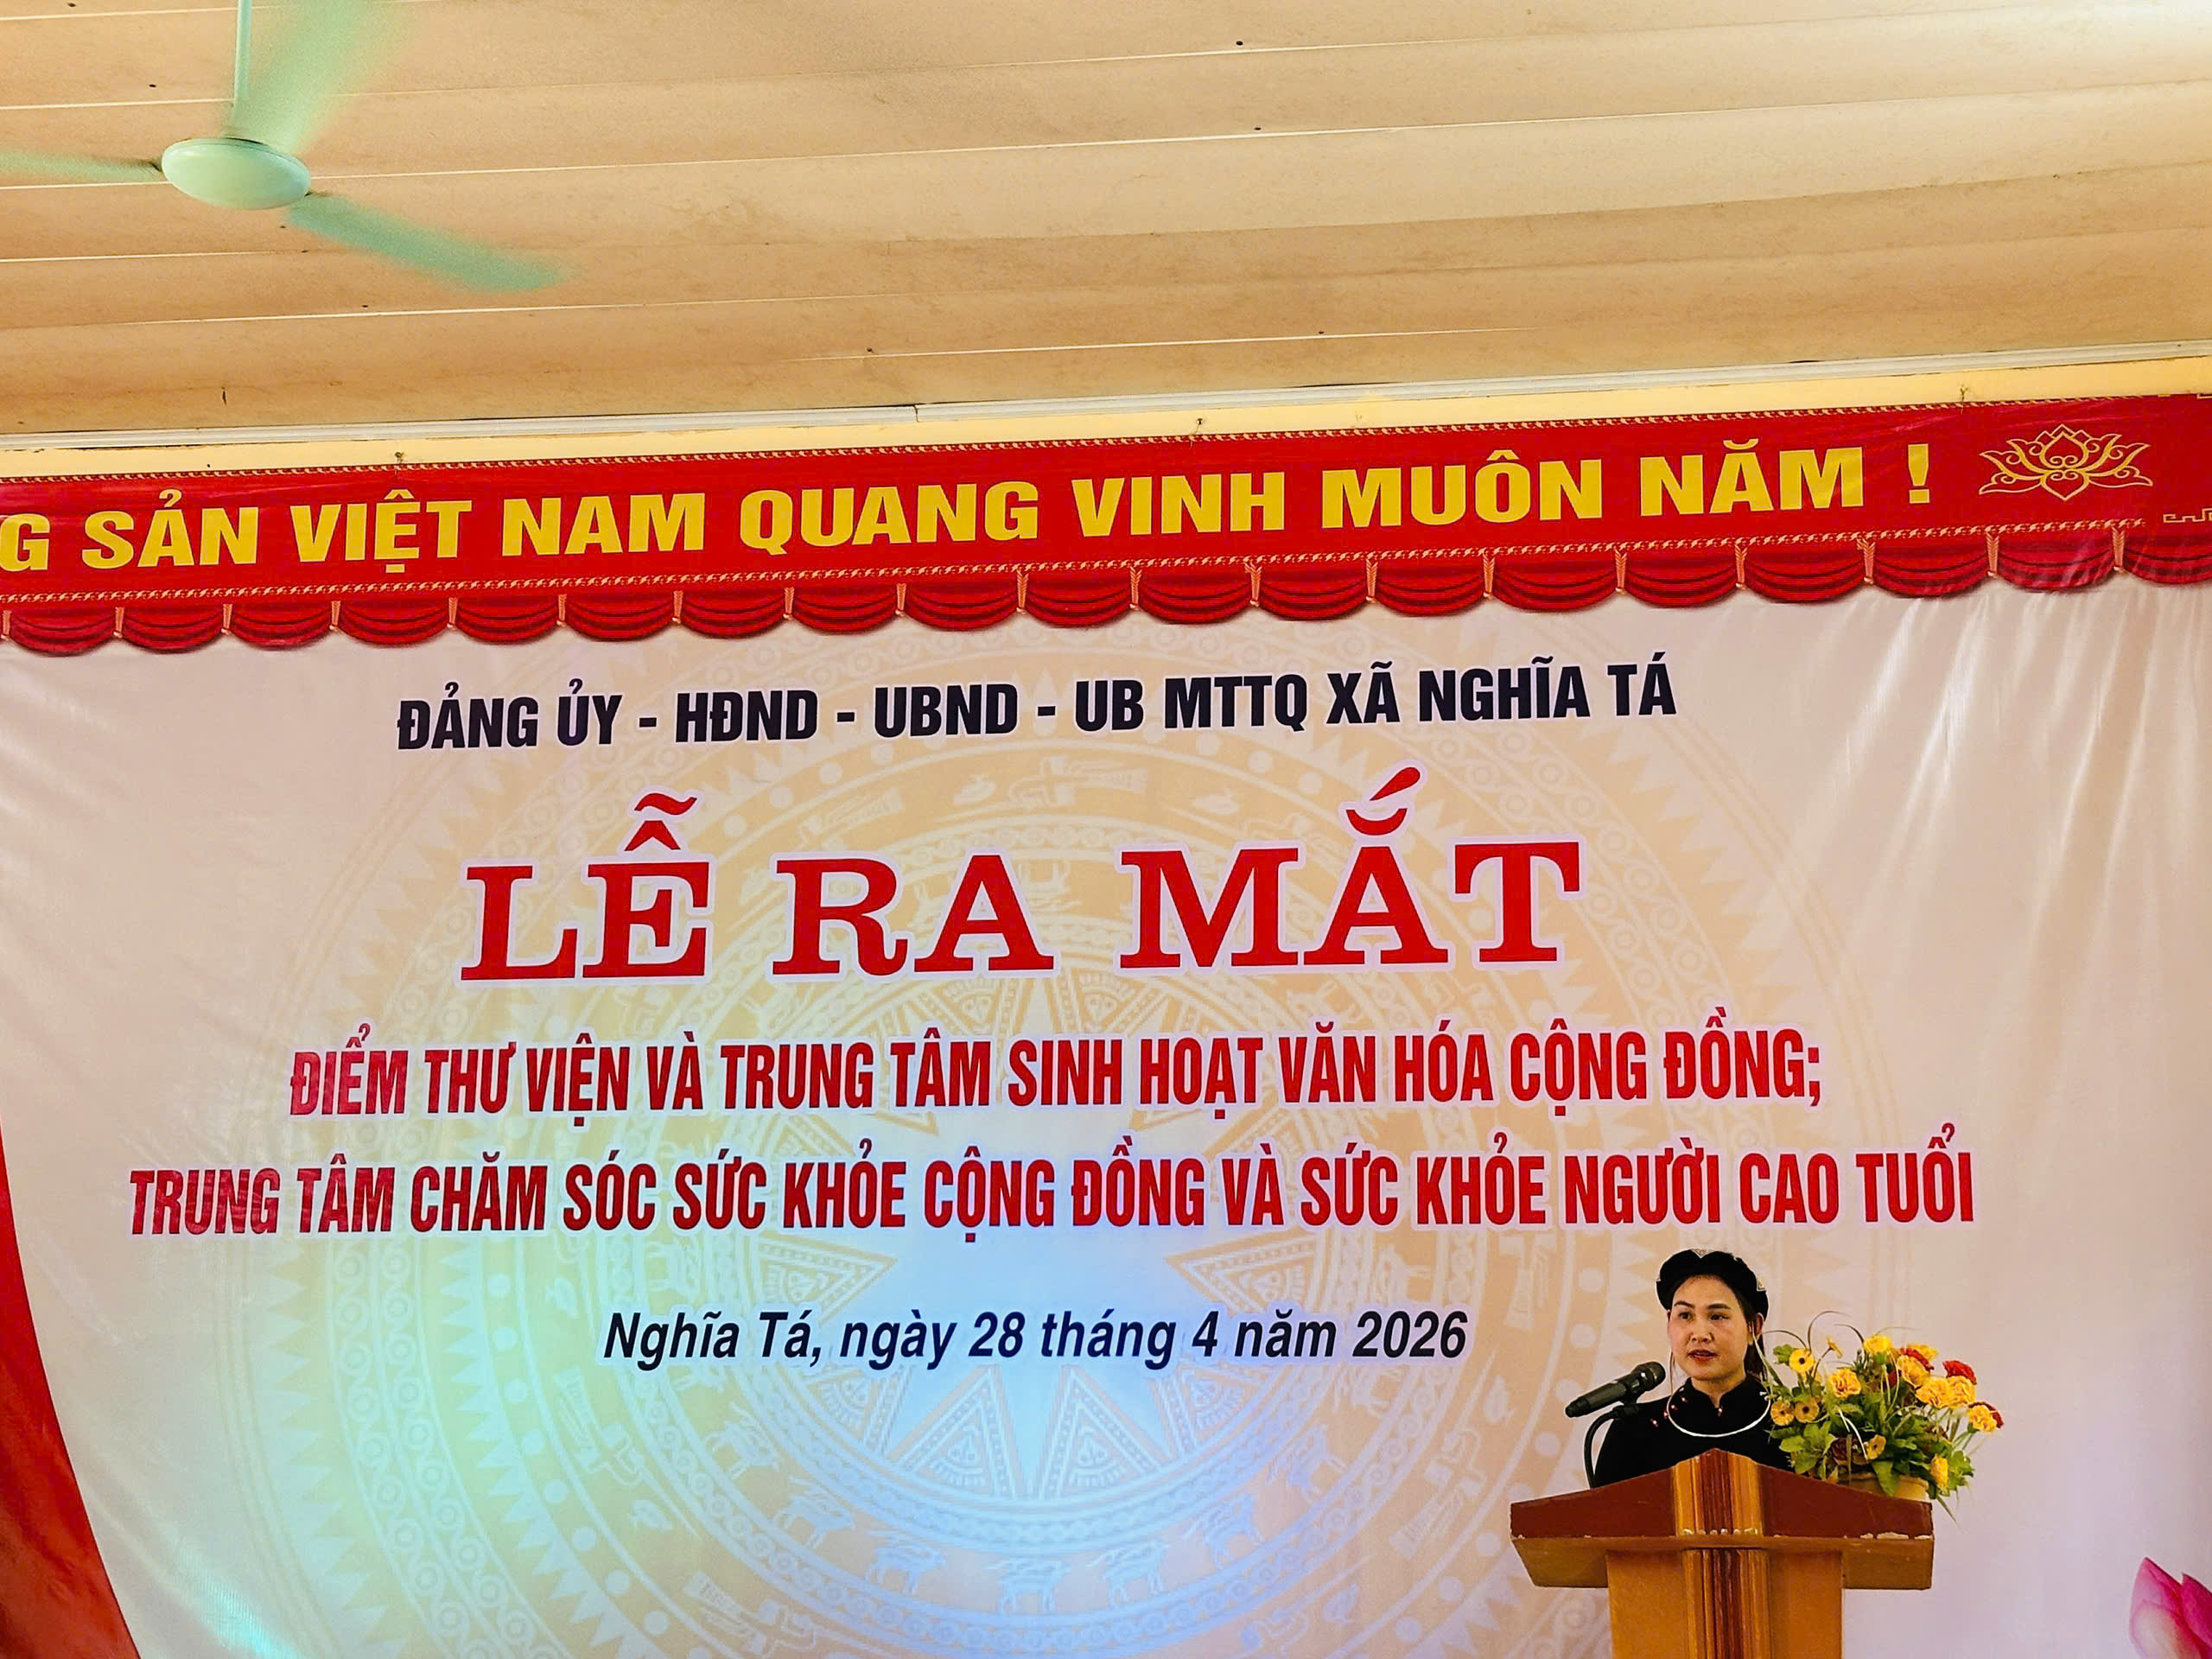 G SẢN VIỆT NAM QUANG VINH MUÔN NĂM !
ĐẢNG ỦY - HĐND - UBND - UB MTTQ XÃ NGHĨA TÁ
LỄ RA MẮT
ĐIỂM THƯ VIỆN VÀ TRUNG TÂM SINH HOẠT VĂN HÓA CỘNG ĐỒNG;
TRUNG TÂM CHĂM SÓC SỨC KHỎE CỘNG ĐỒNG VÀ SỨC KHỎE NGƯỜI CAO TUỔI
Nghĩa Tá, ngày 28 tháng 4 năm 2026